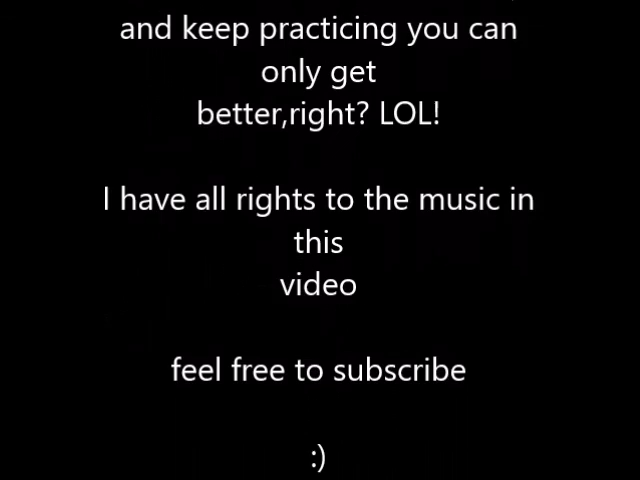 and keep practicing you can
only get
better,right? LOL!
I have all rights to the music in
this
video
feel free to subscribe
:)